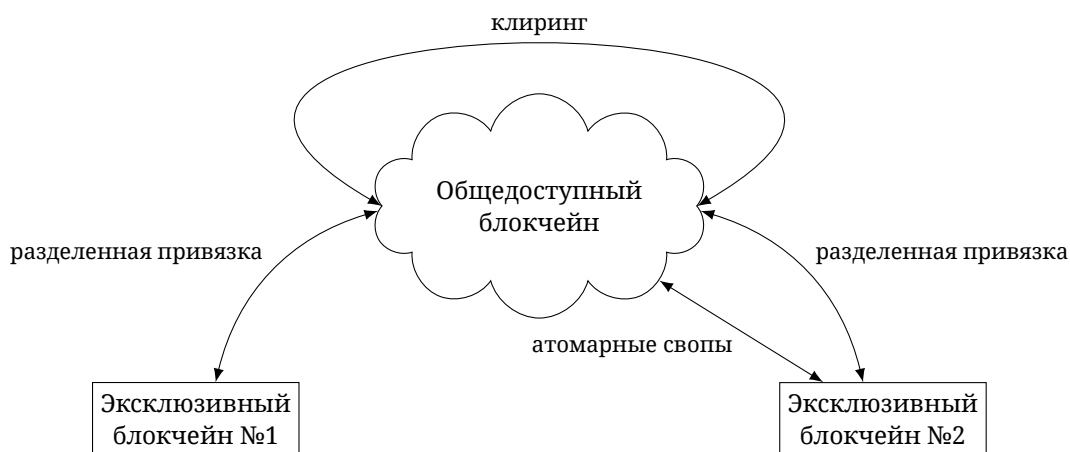 клиринг
Общедоступный
блокчейн
разделенная привязка
разделенная привязка
атомарные свопы
Эксклюзивный
блокчейн №1
Эксклюзивный
блокчейн №2